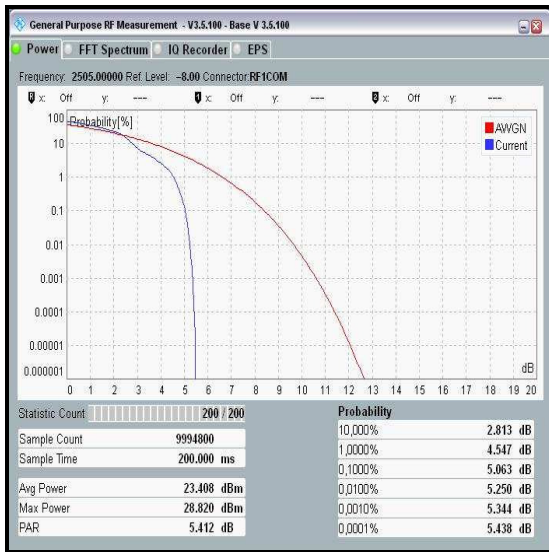 General Purpose RF Measurement - V3.5.100 - Base V 3.5.100
Power FFT Spectrum IQ Recorder EPS
Frequency: 2505.00000 Ref. Level: -8.00 Connector:RF1COM
R x: Off y: --- 1 x: Off y: --- 2 x: Off y: ---
Probability[%]
AWGN
Current
100
10
1
0.1
0.01
0.001
0.0001
0.00001
0.000001
dB
0 1 2 3 4 5 6 7 8 9 10 11 12 13 14 15 16 17 18 19 20
Statistic Count 200 / 200
Sample Count 9994800
Sample Time 200.000 ms
Avg Power 23.408 dBm
Max Power 28.820 dBm
PAR 5.412 dB
Probability
10,000% 2.813 dB
1,0000% 4.547 dB
0,1000% 5.063 dB
0,0100% 5.250 dB
0,0010% 5.344 dB
0,0001% 5.438 dB